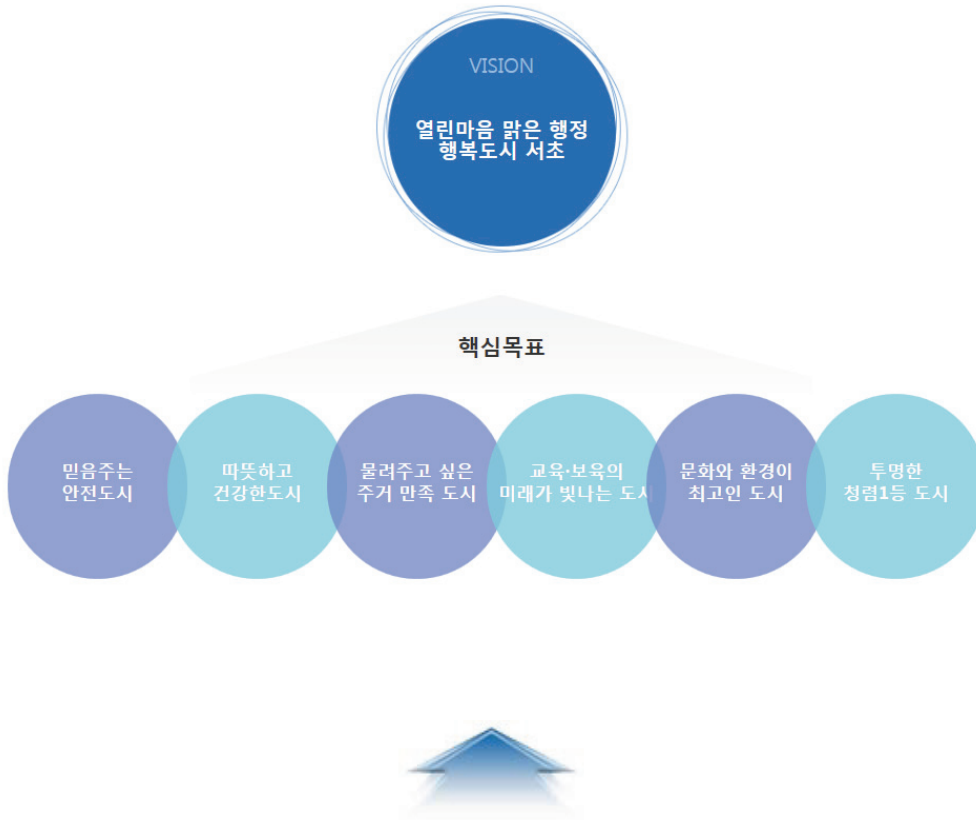 VISION
열린마음 맑은 행정
행복도시 서초
핵심목표
믿음주는
안전도시
따뜻하고
건강한도시
물려주고 싶은
주거 만족 도시
교육·보육의
미래가 빛나는 도시
문화와 환경이
최고인 도시
투명한
청렴1등 도시